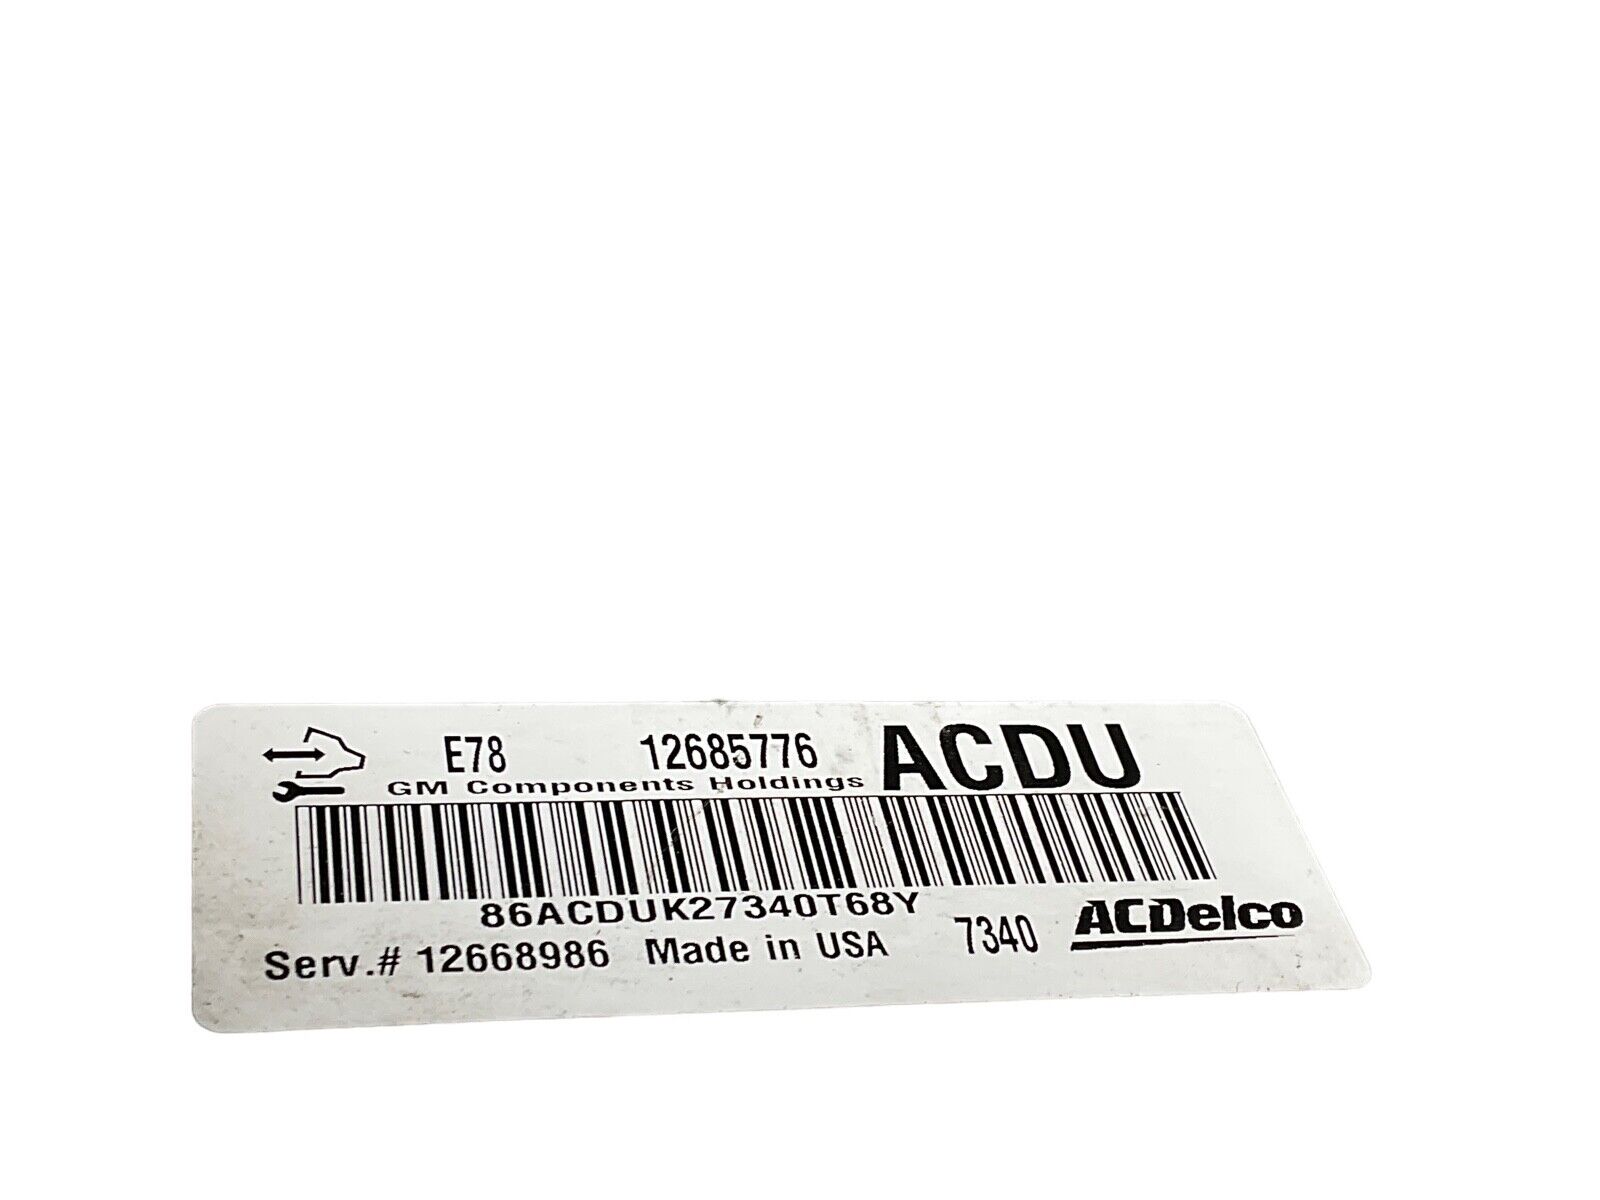 E78 12685776 ACDU
GM Components Holdings
86ACDUK27340T68Y
Serv.# 12668986 Made in USA 7340 ACDelco